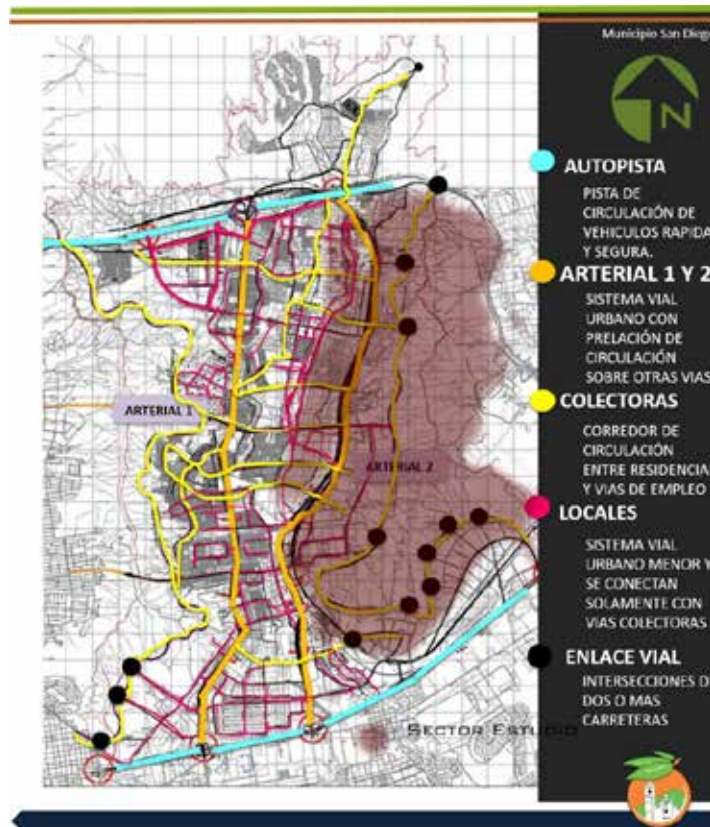 Municipio San Diego
N
AUTOPISTA
PISTA DE
CIRCULACIÓN DE
VEHICULOS RAPIDA
Y SEGURA.
ARTERIAL 1 Y 2
SISTEMA VIAL
URBANO CON
PRELACIÓN DE
CIRCULACIÓN
SOBRE OTRAS VIAS
COLECTORAS
CORREDOR DE
CIRCULACIÓN
ENTRE RESIDENCIA
Y VIAS DE EMPLEO
LOCALES
SISTEMA VIAL
URBANO MENOR Y
SE CONECTAN
SOLAMENTE CON
VIAS COLECTORAS
ENLACE VIAL
INTERSECCIONES D
DOS O MAS
CARRETERAS
ARTERIAL 1
ARTERIAL 2
SECTOR ESTUDIO